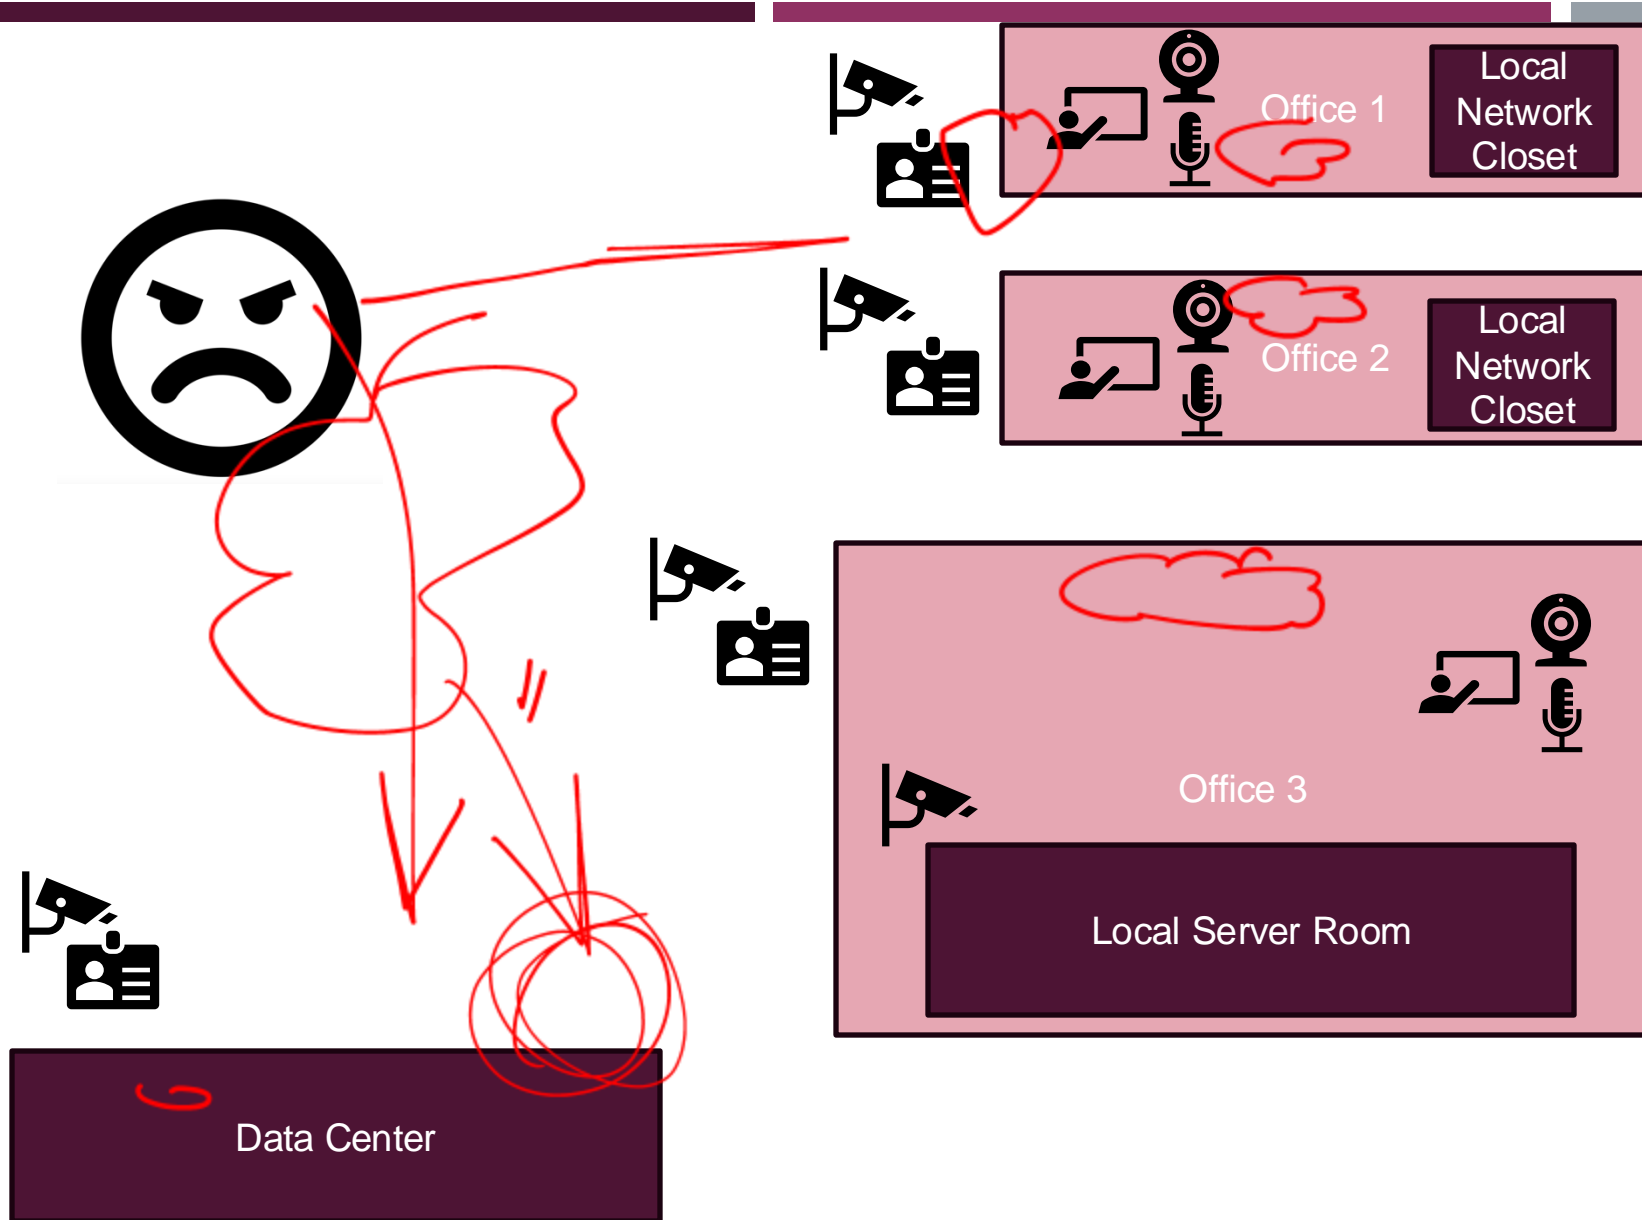 Office 1
Local
Network
Closet
Office 2
Local
Network
Closet
Office 3
Local Server Room
Data Center